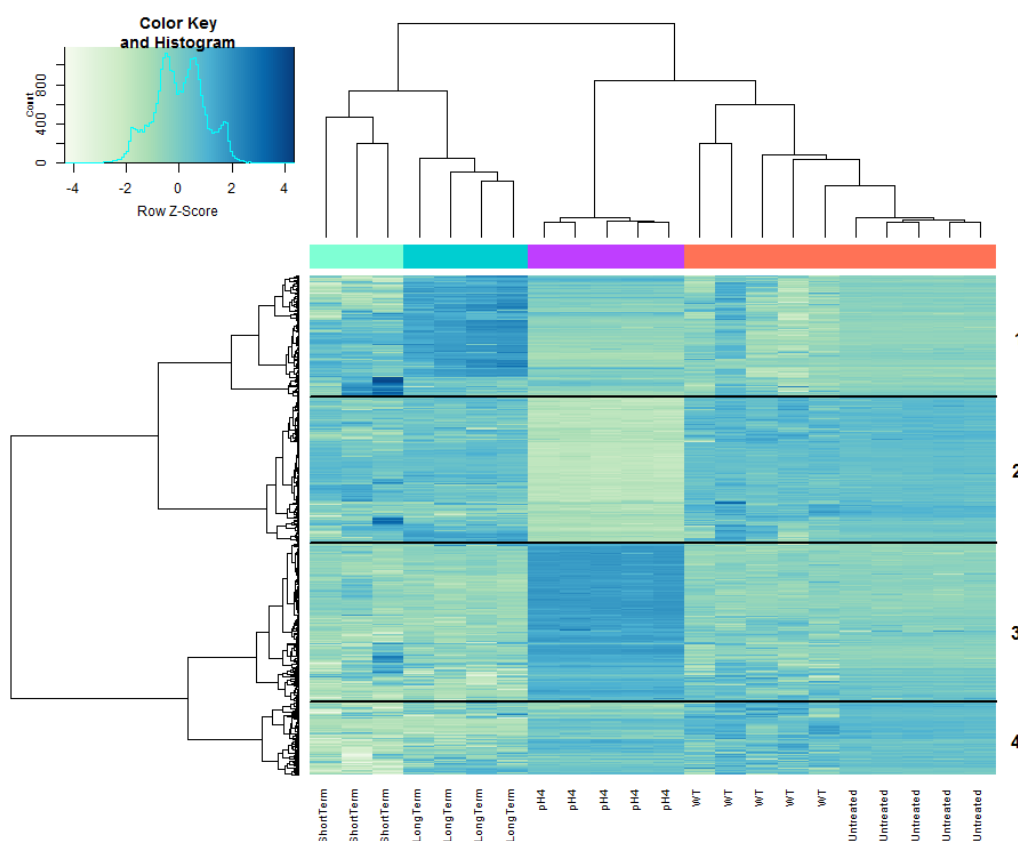 Color Key
and Histogram
Count
0
400
800
-4
-2
0
2
4
Row Z-Score
1
2
3
4
ShortTerm
ShortTerm
ShortTerm
LongTerm
LongTerm
LongTerm
LongTerm
pH4
pH4
pH4
pH4
pH4
WT
WT
WT
WT
WT
Untreated
Untreated
Untreated
Untreated
Untreated